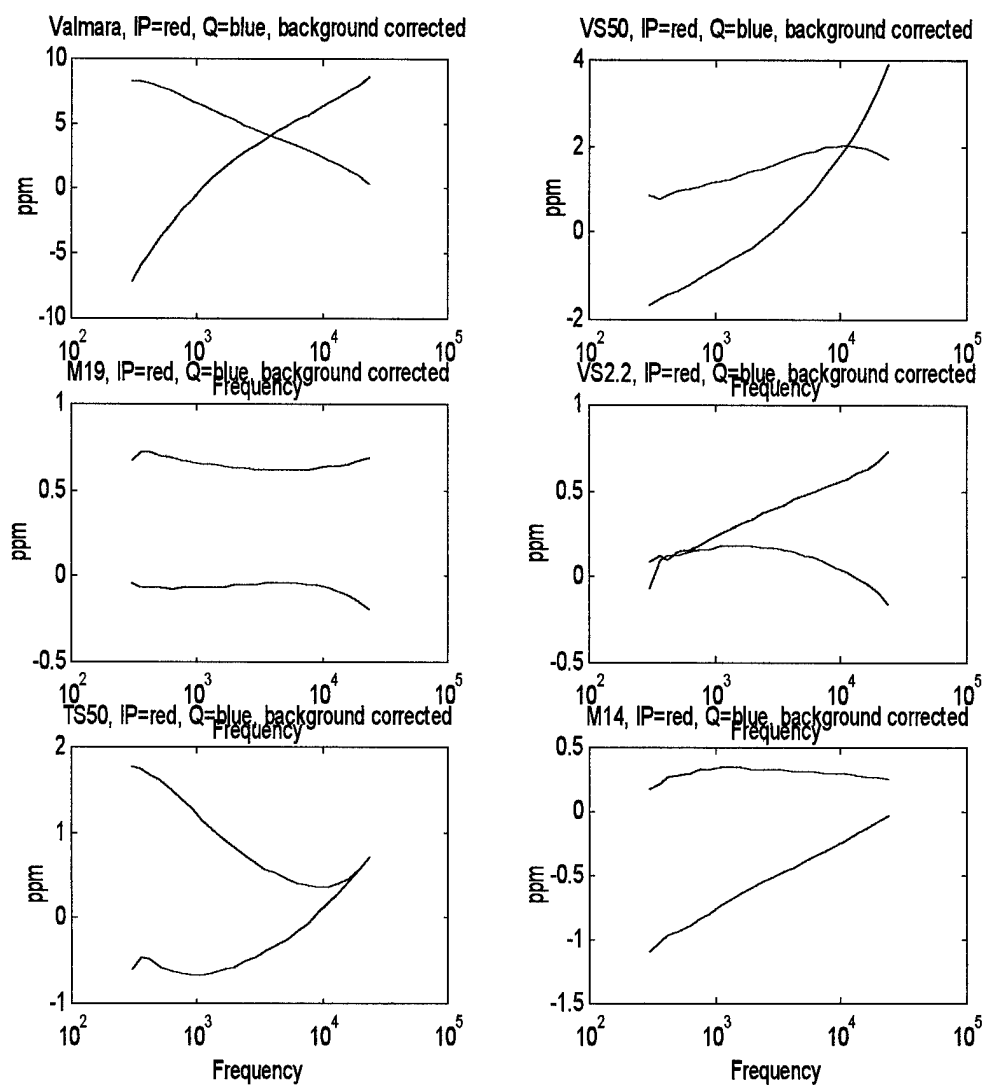 Valmara, IP=red, Q=blue, background corrected
10
5
0
-5
-10
ppm
10^2 10^3 10^4 10^5
Frequency
VS50, IP=red, Q=blue, background corrected
4
2
0
-2
ppm
10^2 10^3 10^4 10^5
Frequency
M19, IP=red, Q=blue, background corrected
1
0.5
0
-0.5
ppm
10^2 10^3 10^4 10^5
Frequency
VS2.2, IP=red, Q=blue, background corrected
1
0.5
0
-0.5
ppm
10^2 10^3 10^4 10^5
Frequency
TS50, IP=red, Q=blue, background corrected
2
1
0
-1
ppm
10^2 10^3 10^4 10^5
Frequency
M14, IP=red, Q=blue, background corrected
0.5
0
-0.5
-1
-1.5
ppm
10^2 10^3 10^4 10^5
Frequency